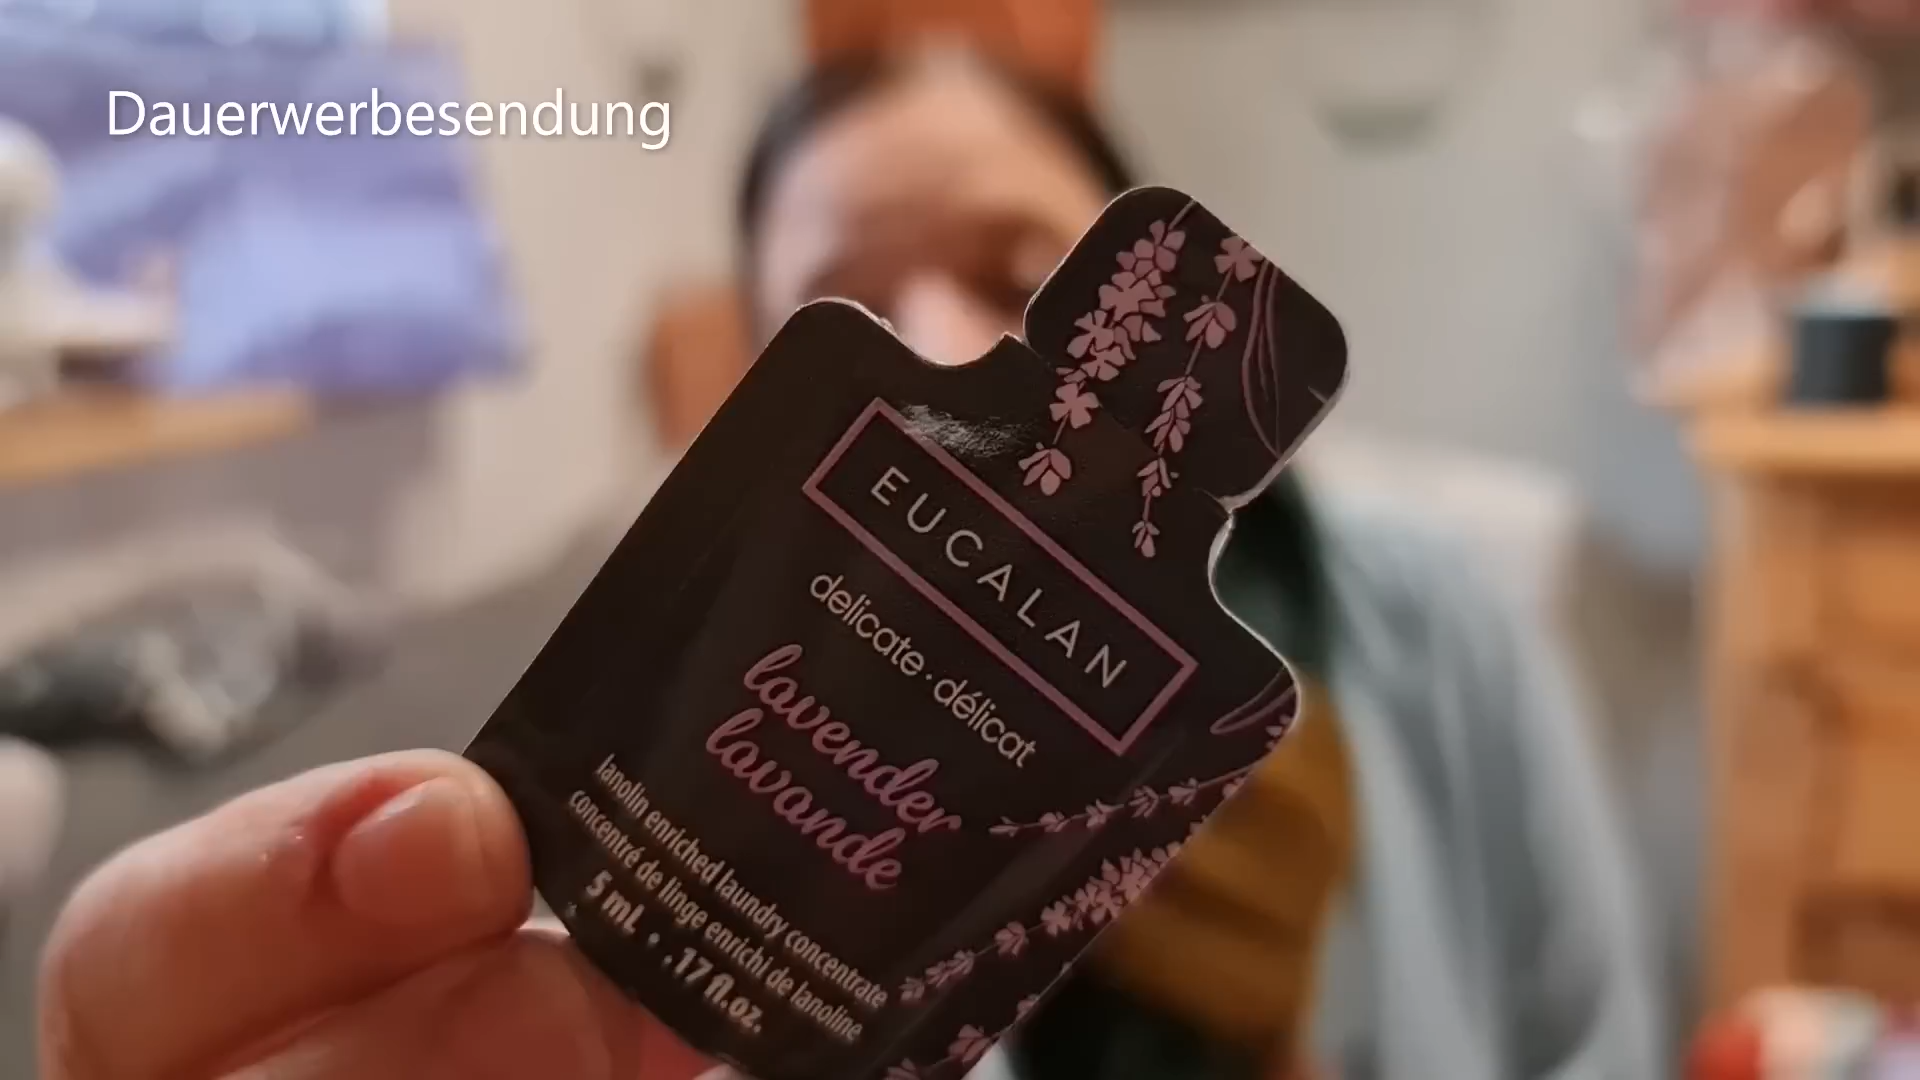 Dauerwerbesendung
EUCALAN
delicate · délicat
lavender
lavande
lanolin enriched laundry concentrate
concentré de linge enrichi de lanoline
5 mL • .17 fl.oz.